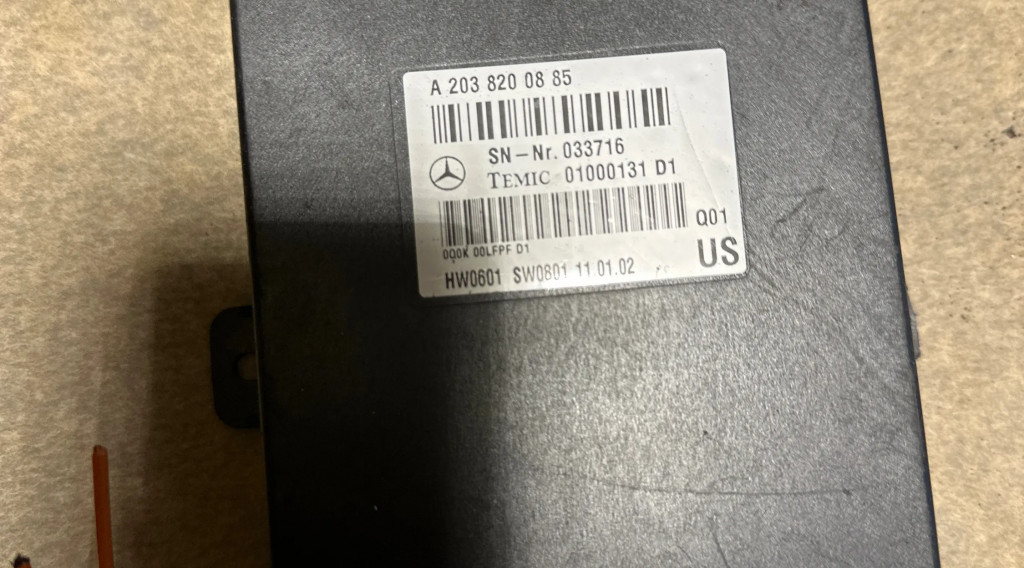 A 203 820 08 85
SN-Nr. 033716
TEMIC 01000131 D1
Q01
000K 00LFPF D1
US
HW0601 SW0801 11.01.02